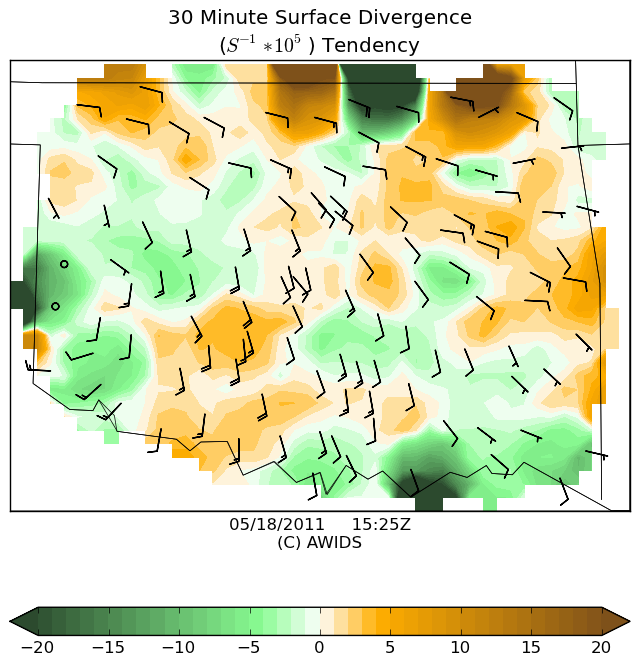 30 Minute Surface Divergence
(S⁻¹ ∗10⁵ ) Tendency
05/18/2011 15:25Z
(C) AWIDS
−20 −15 −10 −5 0 5 10 15 20